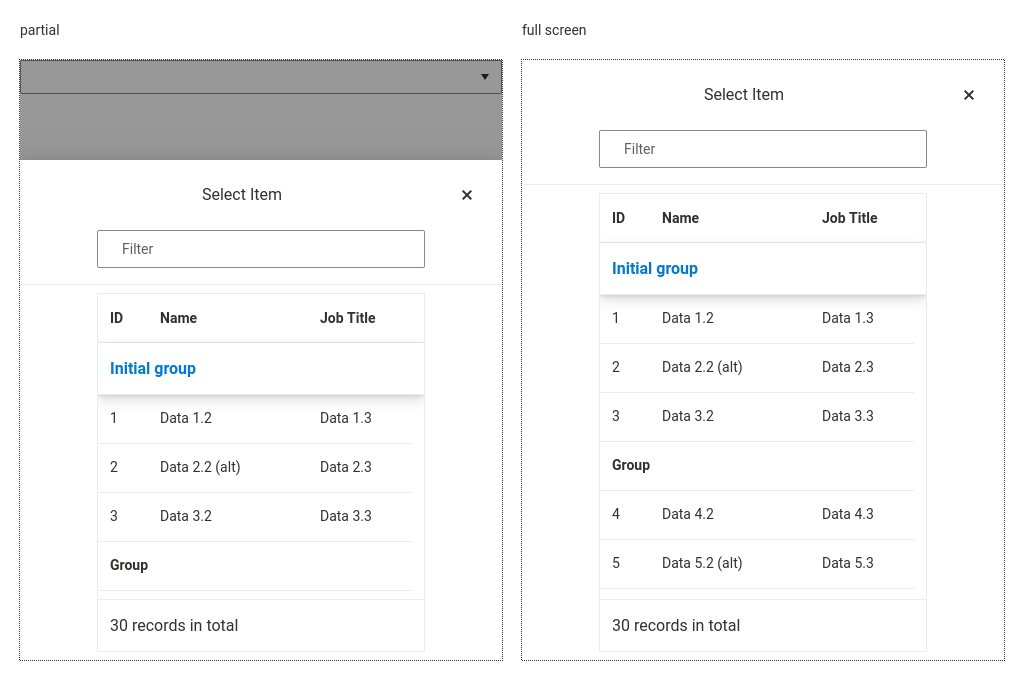 partial
Select Item
Filter
ID Name Job Title
Initial group
1 Data 1.2 Data 1.3
2 Data 2.2 (alt) Data 2.3
3 Data 3.2 Data 3.3
Group
30 records in total
full screen
Select Item
Filter
ID Name Job Title
Initial group
1 Data 1.2 Data 1.3
2 Data 2.2 (alt) Data 2.3
3 Data 3.2 Data 3.3
Group
4 Data 4.2 Data 4.3
5 Data 5.2 (alt) Data 5.3
30 records in total